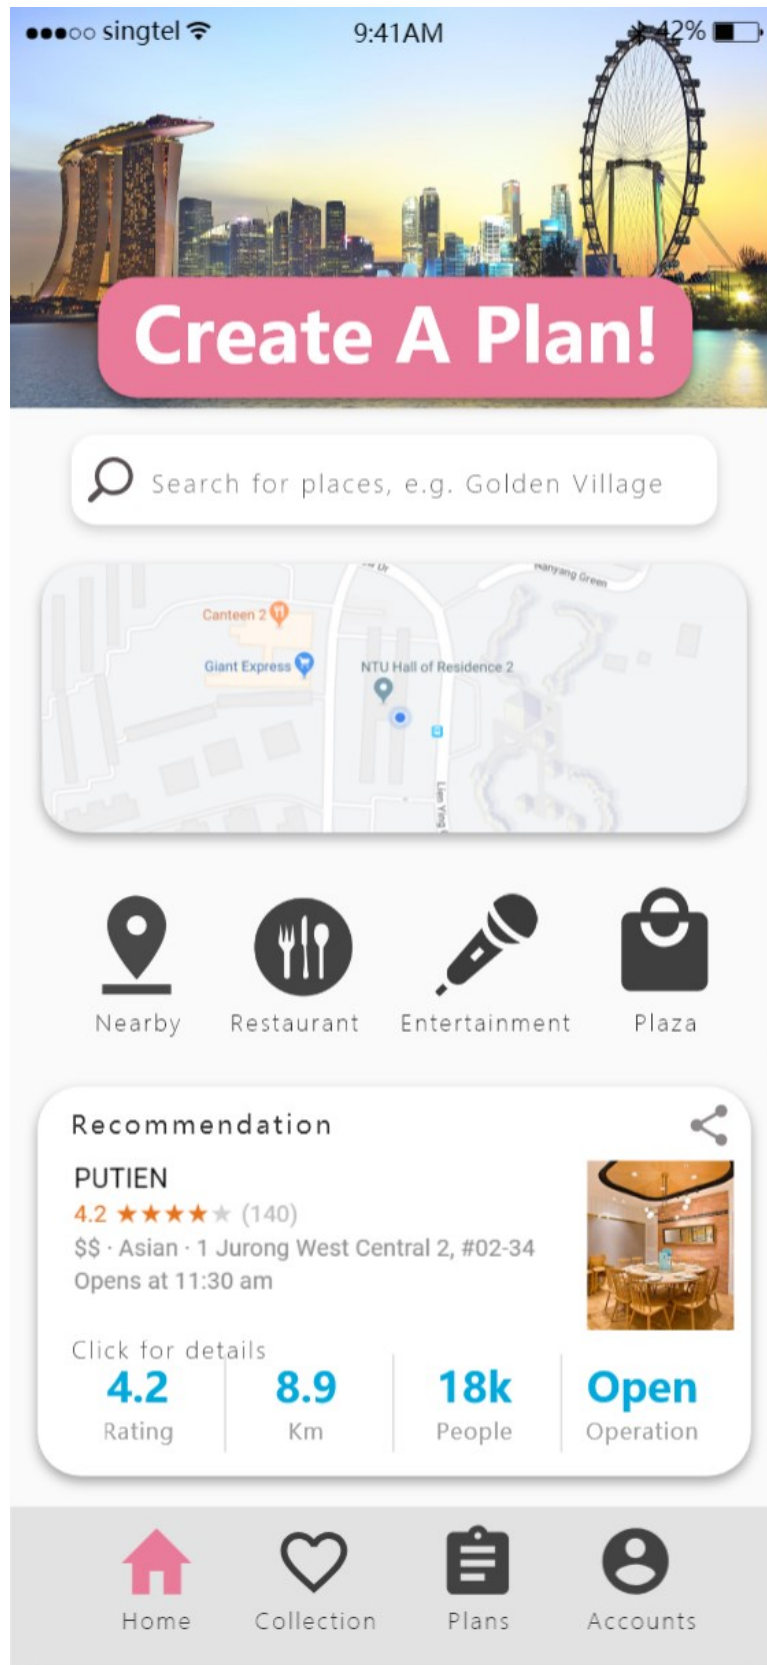 singtel 9:41AM 42%
Create A Plan!
Search for places, e.g. Golden Village
Nanyang Green
Canteen 2
Giant Express
NTU Hall of Residence 2
Lien Ying
Nearby Restaurant Entertainment Plaza
Recommendation
PUTIEN
4.2 ★★★★★ (140)
$$ · Asian · 1 Jurong West Central 2, #02-34
Opens at 11:30 am
Click for details
4.2 8.9 18k Open
Rating Km People Operation
Home Collection Plans Accounts